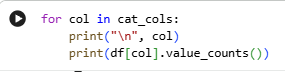 for col in cat_cols:
    print("\n", col)
    print(df[col].value_counts())